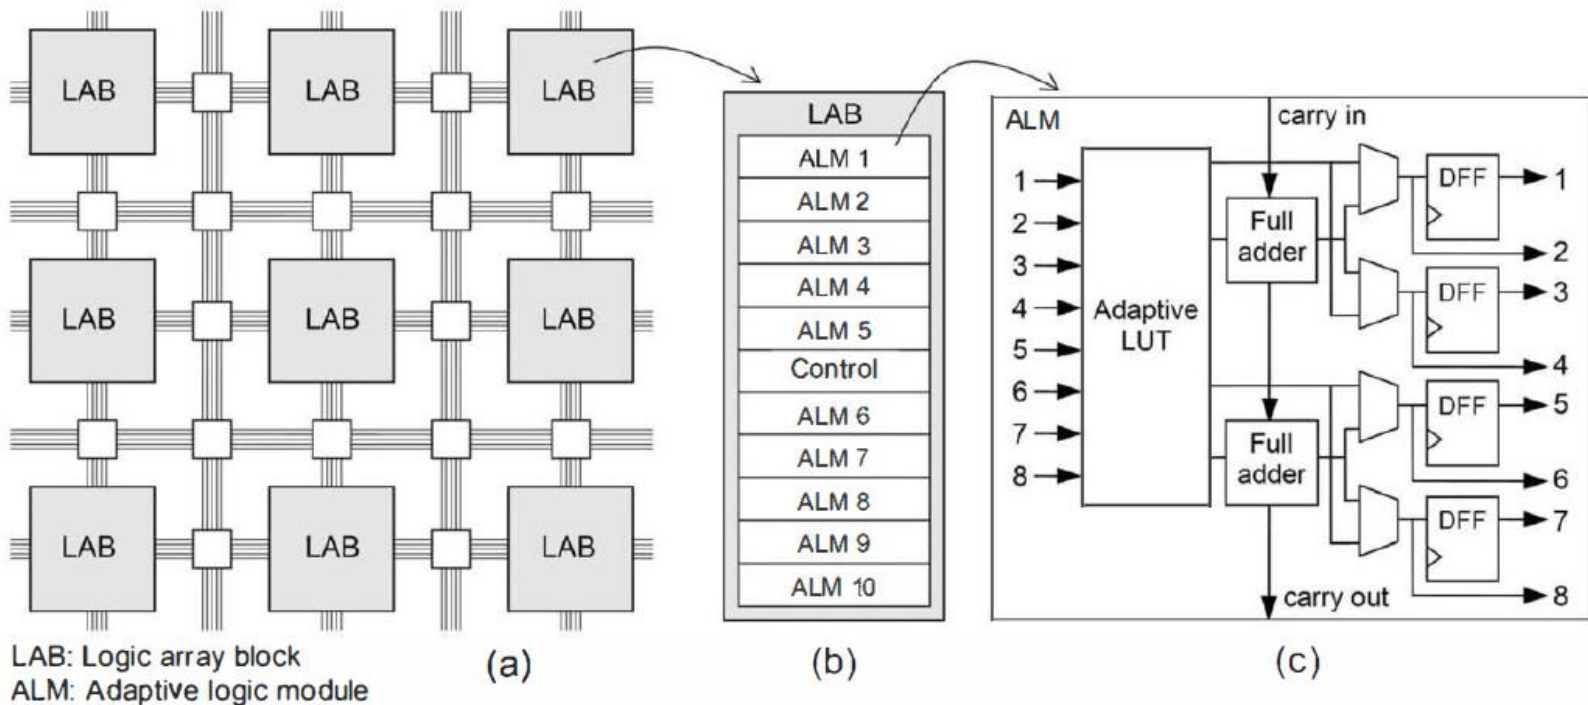 LAB
LAB
LAB
LAB
LAB
LAB
LAB
LAB
LAB
LAB: Logic array block
ALM: Adaptive logic module
(a)
LAB
ALM 1
ALM 2
ALM 3
ALM 4
ALM 5
Control
ALM 6
ALM 7
ALM 8
ALM 9
ALM 10
(b)
ALM
carry in
1
2
3
4
5
6
7
8
Adaptive
LUT
Full
adder
Full
adder
carry out
DFF
DFF
DFF
DFF
1
2
3
4
5
6
7
8
(c)